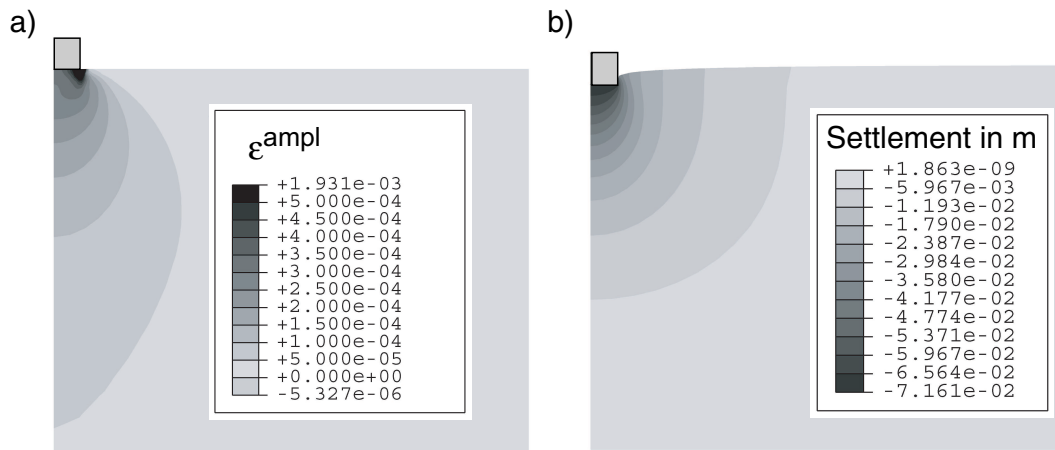 a)
ε^ampl
+1.931e-03
+5.000e-04
+4.500e-04
+4.000e-04
+3.500e-04
+3.000e-04
+2.500e-04
+2.000e-04
+1.500e-04
+1.000e-04
+5.000e-05
+0.000e+00
-5.327e-06
b)
Settlement in m
+1.863e-09
-5.967e-03
-1.193e-02
-1.790e-02
-2.387e-02
-2.984e-02
-3.580e-02
-4.177e-02
-4.774e-02
-5.371e-02
-5.967e-02
-6.564e-02
-7.161e-02